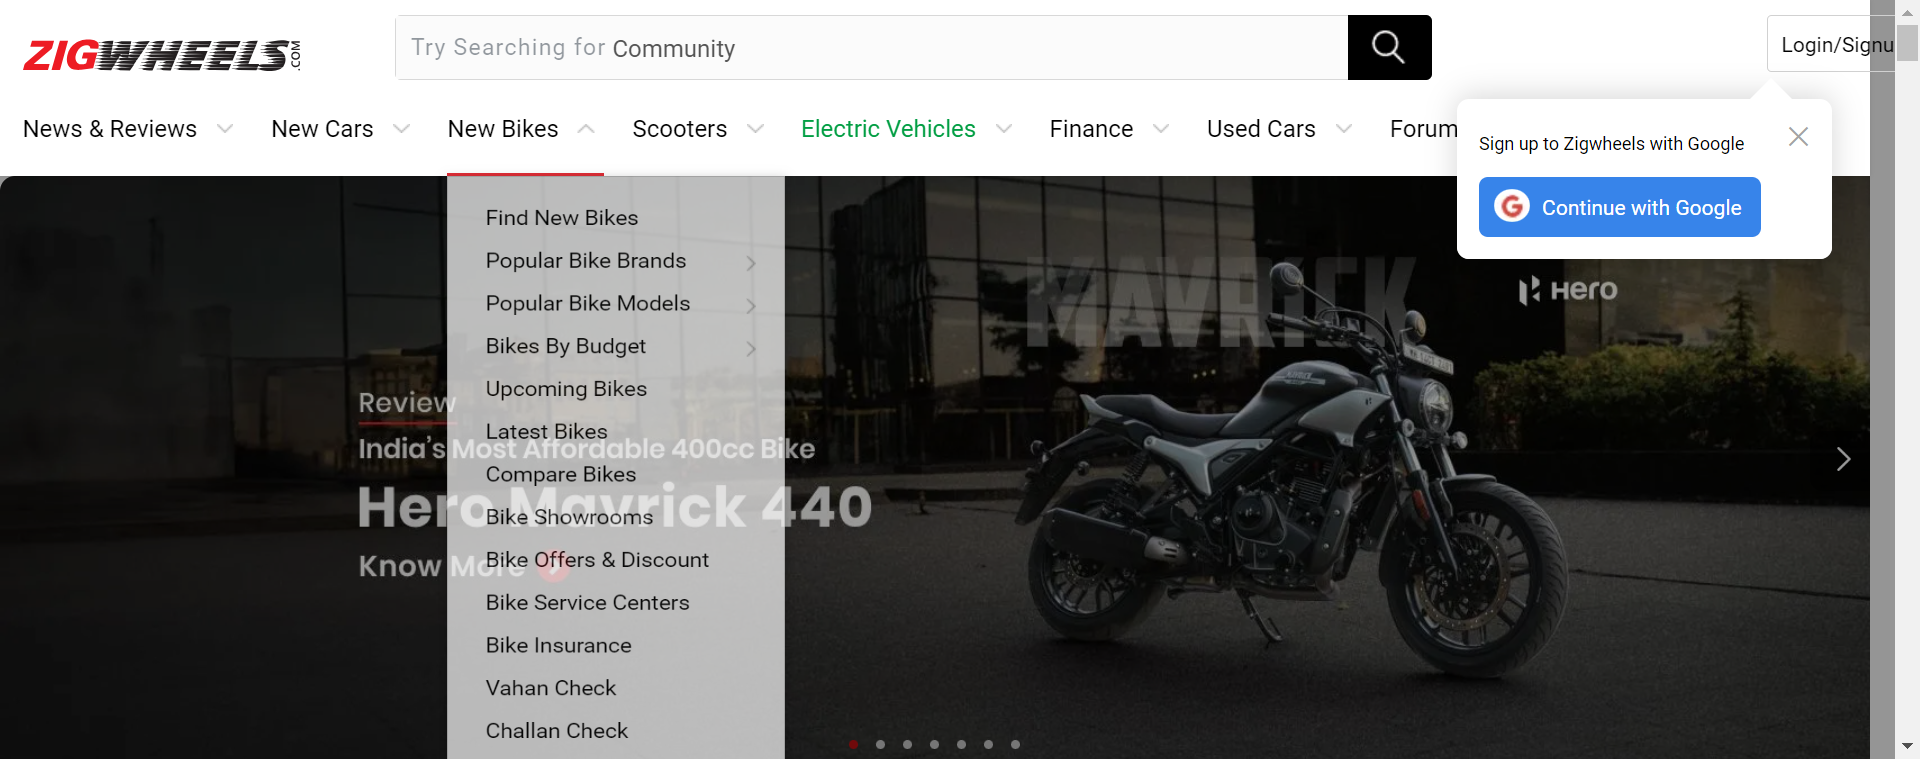 ZIGWHEELS.COM
Try Searching for Community
Login/Signu
News & Reviews
New Cars
New Bikes
Scooters
Electric Vehicles
Finance
Used Cars
Forum
Sign up to Zigwheels with Google
G Continue with Google
Find New Bikes
Popular Bike Brands
Popular Bike Models
Bikes By Budget
Upcoming Bikes
Latest Bikes
Compare Bikes
Bike Showrooms
Bike Offers & Discount
Bike Service Centers
Bike Insurance
Vahan Check
Challan Check
Review
India's Most Affordable 400cc Bike
Hero Mavrick 440
Know More
MAVRICK
Hero